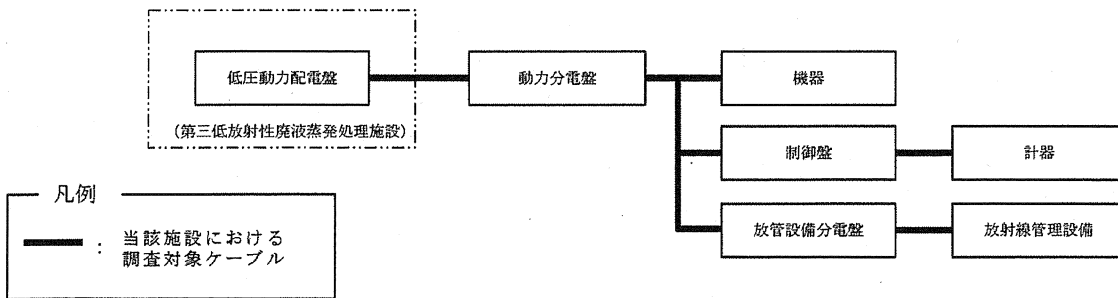 低圧動力配電盤
動力分電盤
機器
(第三低放射性廃液蒸発処理施設)
制御盤
計器
放管設備分電盤
放射線管理設備
凡例
: 当該施設における
調査対象ケーブル